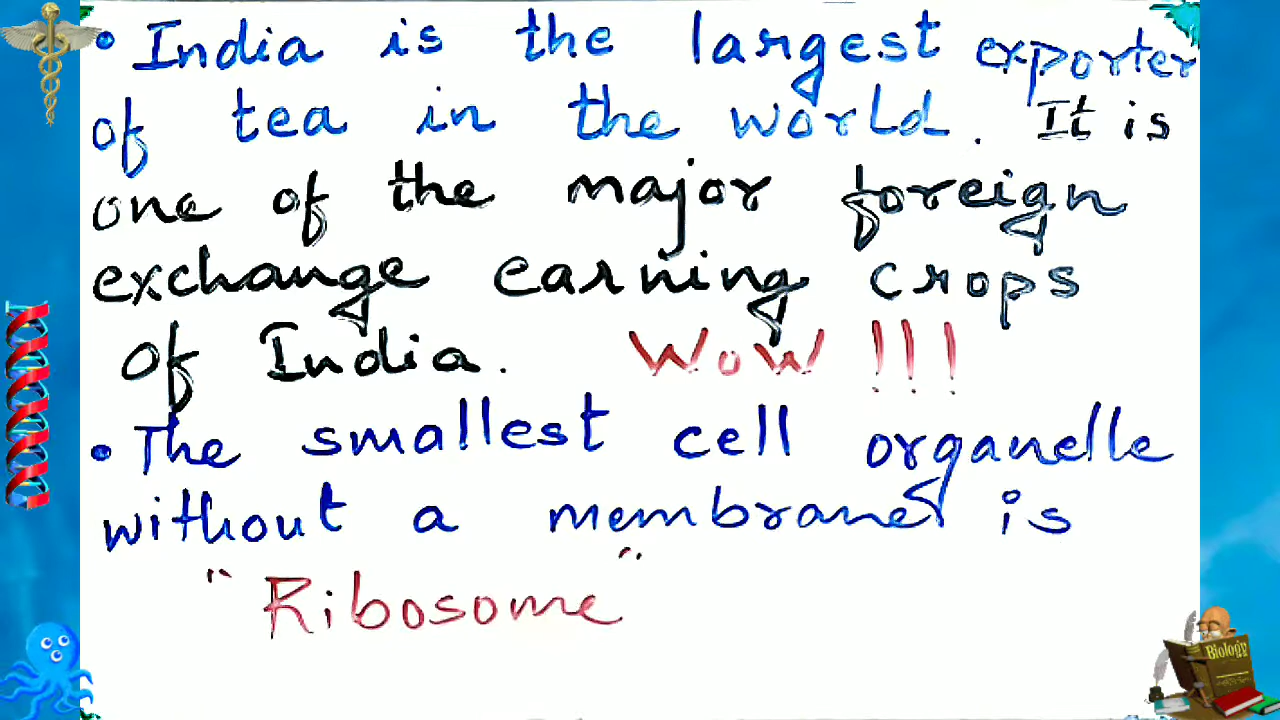 • India is the largest exporter
of tea in the world. It is
one of the major foreign
exchange earning crops
of India. WoW !!!
• The smallest cell organelle
without a membrane is
"Ribosome"
Biology